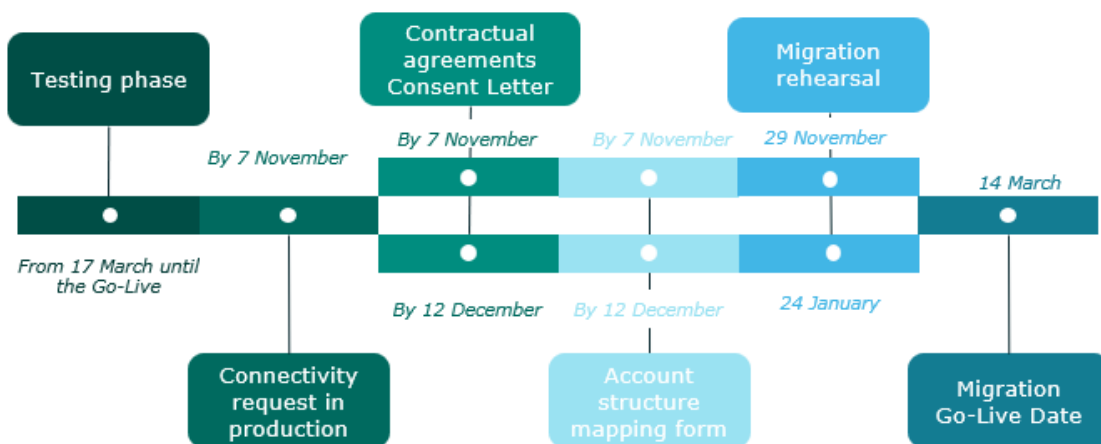 Testing phase
Contractual
agreements
Consent Letter
Migration
rehearsal
By 7 November
By 7 November
By 7 November
29 November
14 March
From 17 March until
the Go-Live
By 12 December
By 12 December
24 January
Connectivity
request in
production
Account
structure
mapping form
Migration
Go-Live Date